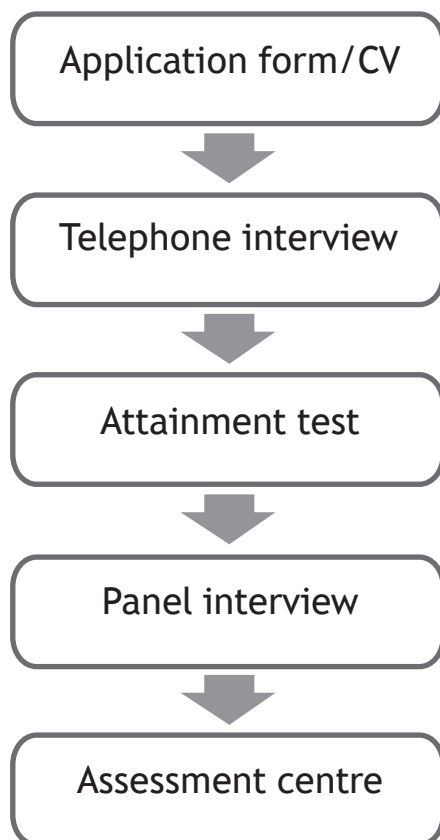 Application form/CV
Telephone interview
Attainment test
Panel interview
Assessment centre